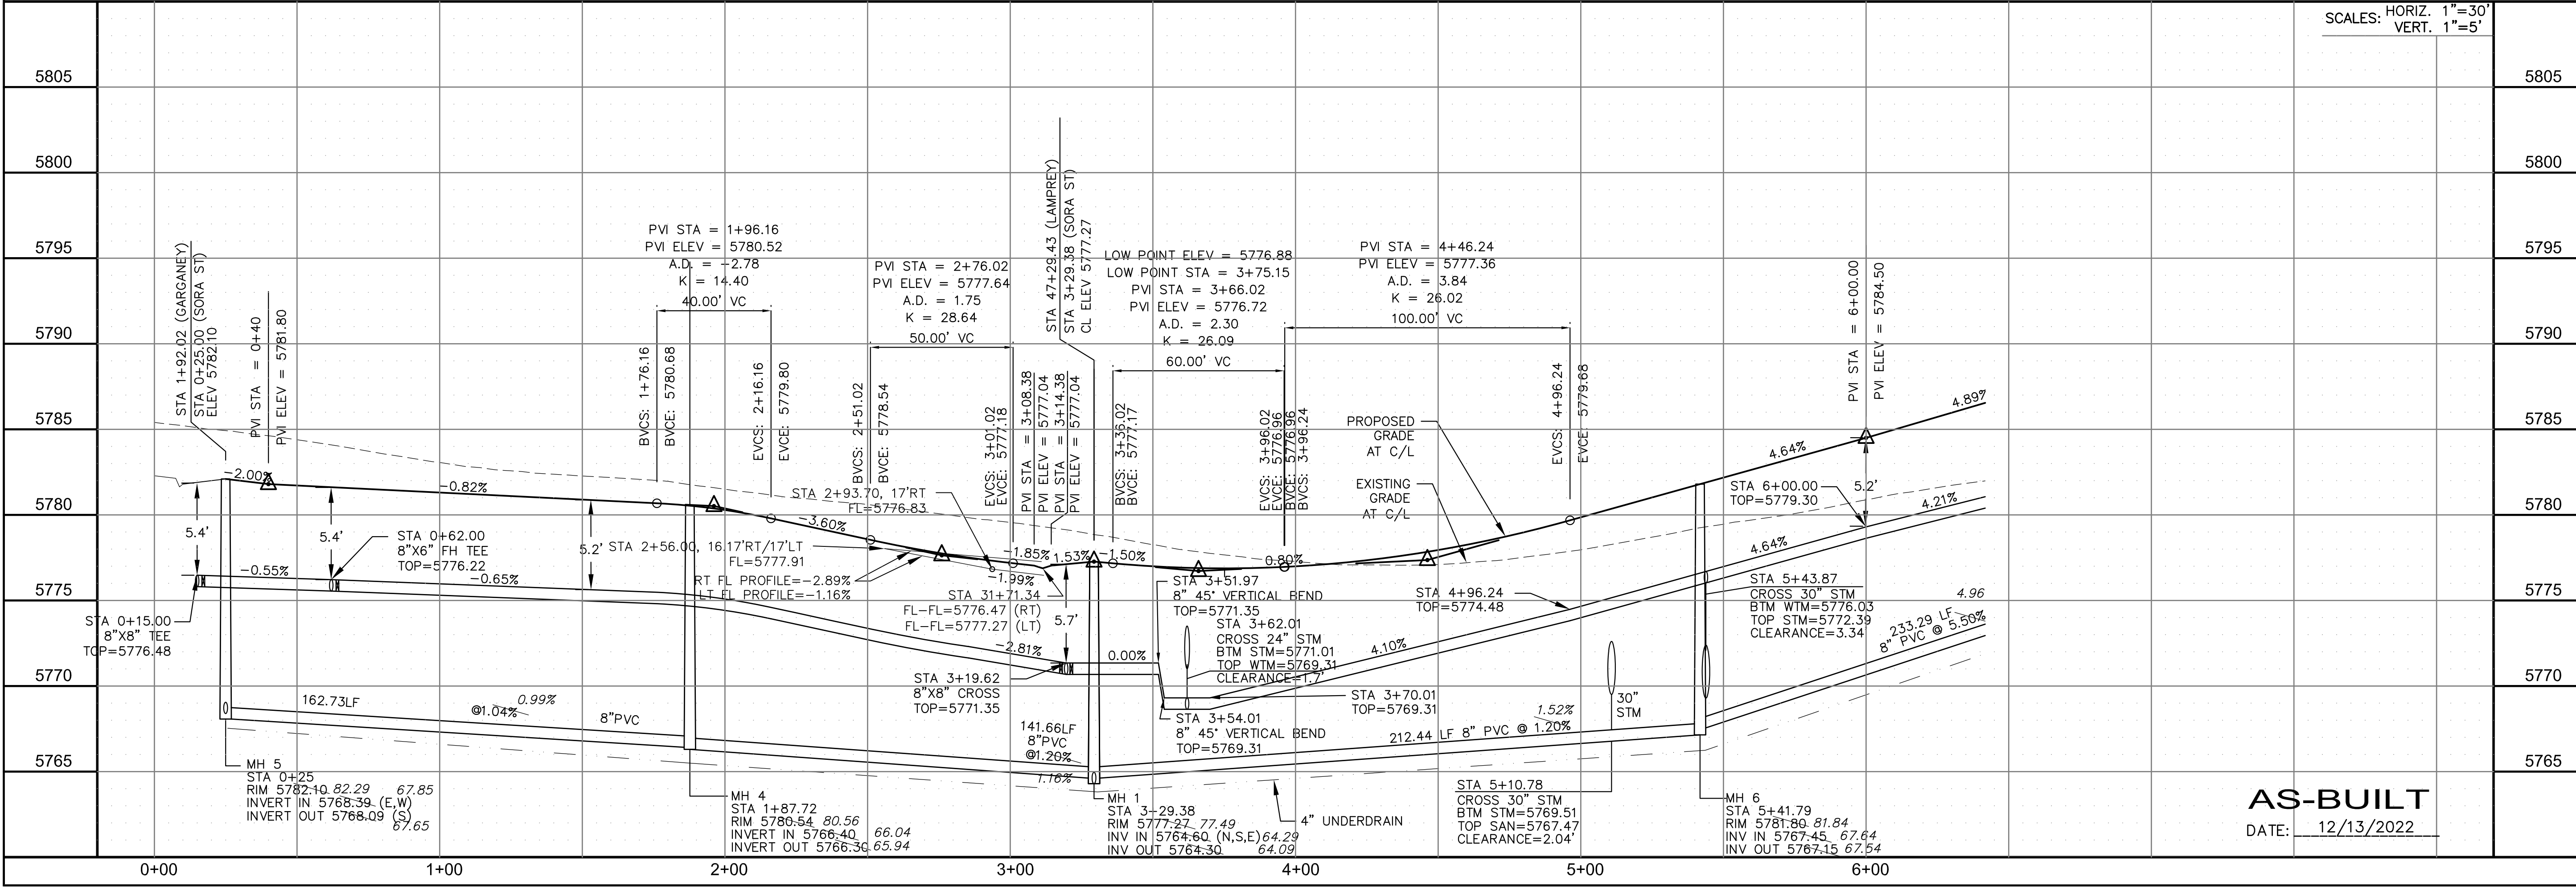 SCALES: HORIZ. 1"=30'
VERT. 1"=5'
5805
5800
5795
5790
5785
5780
5775
5770
5765
5805
5800
5795
5790
5785
5780
5775
5770
5765
STA 1+92.02 (GARGANEY)
STA 0+25.00 (SORA ST)
ELEV 5782.10
PVI STA = 0+40
PVI ELEV = 5781.80
PVI STA = 1+96.16
PVI ELEV = 5780.52
A.D. = -2.78
K = 14.40
40.00' VC
BVCS: 1+76.16
BVCE: 5780.68
EVCS: 2+16.16
EVCE: 5779.80
PVI STA = 2+76.02
PVI ELEV = 5777.64
A.D. = 1.75
K = 28.64
50.00' VC
BVCS: 2+51.02
BVCE: 5778.54
EVCS: 3+01.02
EVCE: 5777.18
PVI STA = 3+08.38
PVI ELEV = 5777.04
PVI STA = 3+14.38
PVI ELEV = 5777.04
STA 47+29.43 (LAMPREY)
STA 3+29.38 (SORA ST)
CL ELEV 5777.27
LOW POINT ELEV = 5776.88
LOW POINT STA = 3+75.15
PVI STA = 3+66.02
PVI ELEV = 5776.72
A.D. = 2.30
K = 26.09
60.00' VC
BVCS: 3+36.02
BVCE: 5777.17
EVCS: 3+96.02
EVCE: 5776.96
BVCE: 5776.96
BVCS: 3+96.24
PVI STA = 4+46.24
PVI ELEV = 5777.36
A.D. = 3.84
K = 26.02
100.00' VC
EVCS: 4+96.24
EVCE: 5779.68
PVI STA = 6+00.00
PVI ELEV = 5784.50
PROPOSED
GRADE
AT C/L
EXISTING
GRADE
AT C/L
-2.00%
-0.82%
-3.60%
-1.85%
1.53%
-1.50%
0.80%
4.64%
4.89%
-1.99%
STA 2+93.70, 17'RT
FL=5776.83
STA 2+56.00, 16.17'RT/17'LT
FL=5777.91
RT FL PROFILE=-2.89%
LT FL PROFILE=-1.16%
STA 31+71.34
FL-FL=5776.47 (RT)
FL-FL=5777.27 (LT)
5.4'
5.4'
5.2'
5.7'
5.2'
-0.55%
-0.65%
-2.81%
0.00%
4.10%
4.64%
4.21%
STA 0+15.00
8"X8" TEE
TOP=5776.48
STA 0+62.00
8"X6" FH TEE
TOP=5776.22
STA 3+19.62
8"X8" CROSS
TOP=5771.35
STA 3+51.97
8" 45° VERTICAL BEND
TOP=5771.35
STA 3+62.01
CROSS 24" STM
BTM STM=5771.01
TOP WTM=5769.31
CLEARANCE=1.7'
STA 3+54.01
8" 45° VERTICAL BEND
TOP=5769.31
STA 3+70.01
TOP=5769.31
STA 4+96.24
TOP=5774.48
STA 6+00.00
TOP=5779.30
STA 5+43.87
CROSS 30" STM
BTM WTM=5776.03
TOP STM=5772.39
CLEARANCE=3.34'
4.96
233.29 LF
8" PVC @ 5.50%
162.73LF
@1.04%
0.99%
8"PVC
141.66LF
8"PVC
@1.20%
1.16%
1.52%
212.44 LF 8" PVC @ 1.20%
30"
STM
4" UNDERDRAIN
MH 5
STA 0+25
RIM 5782.10 82.29
INVERT IN 5768.39 (E,W) 67.85
INVERT OUT 5768.09 (S)
67.65
MH 4
STA 1+87.72
RIM 5780.54 80.56
INVERT IN 5766.40 66.04
INVERT OUT 5766.30 65.94
MH 1
STA 3-29.38
RIM 5777.27 77.49
INV IN 5764.60 (N,S,E) 64.29
INV OUT 5764.30 64.09
STA 5+10.78
CROSS 30" STM
BTM STM=5769.51
TOP SAN=5767.47
CLEARANCE=2.04'
MH 6
STA 5+41.79
RIM 5781.80 81.84
INV IN 5767.45 67.64
INV OUT 5767.15 67.54
AS-BUILT
DATE: 12/13/2022
0+00
1+00
2+00
3+00
4+00
5+00
6+00